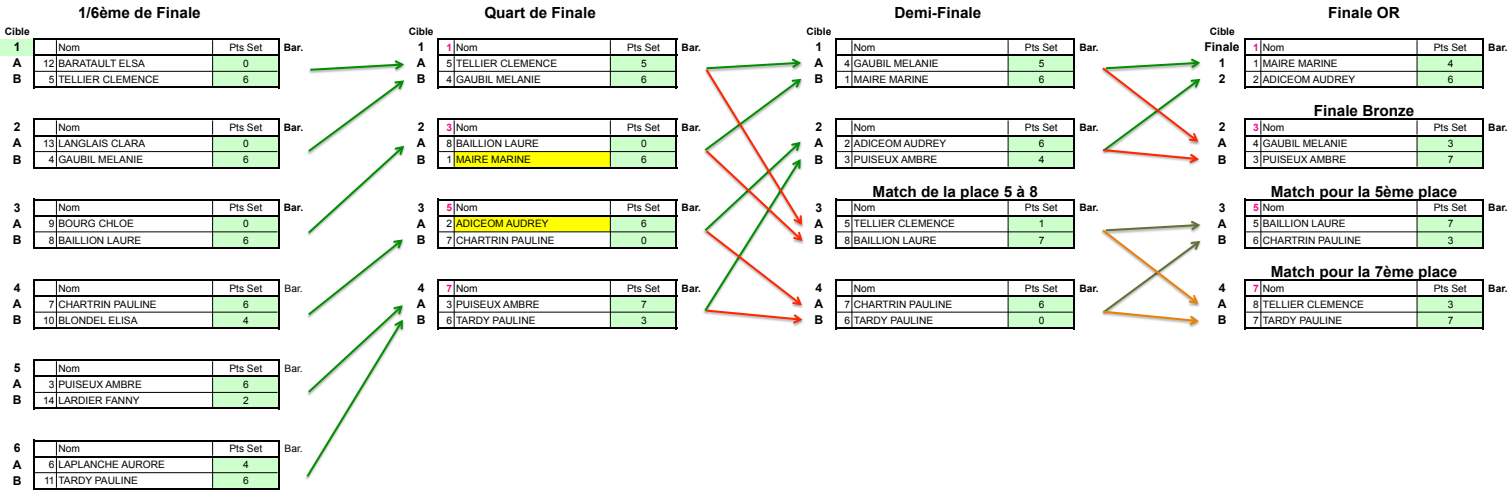 1/6ème de Finale
Cible
1 Nom Pts Set Bar.
A 12 BARATAULT ELSA 0
B 5 TELLIER CLEMENCE 6
2 Nom Pts Set Bar.
A 13 LANGLAIS CLARA 0
B 4 GAUBIL MELANIE 6
3 Nom Pts Set Bar.
A 9 BOURG CHLOE 0
B 8 BAILLION LAURE 6
4 Nom Pts Set Bar.
A 7 CHARTRIN PAULINE 6
B 10 BLONDEL ELISA 4
5 Nom Pts Set Bar.
A 3 PUISEUX AMBRE 6
B 14 LARDIER FANNY 2
6 Nom Pts Set Bar.
A 6 LAPLANCHE AURORE 4
B 11 TARDY PAULINE 6
Quart de Finale
Cible
1 1 Nom Pts Set Bar.
A 5 TELLIER CLEMENCE 5
B 4 GAUBIL MELANIE 6
2 3 Nom Pts Set Bar.
A 8 BAILLION LAURE 0
B 1 MAIRE MARINE 6
3 5 Nom Pts Set Bar.
A 2 ADICEOM AUDREY 6
B 7 CHARTRIN PAULINE 0
4 7 Nom Pts Set Bar.
A 3 PUISEUX AMBRE 7
B 6 TARDY PAULINE 3
Demi-Finale
Cible
1 Nom Pts Set Bar.
A 4 GAUBIL MELANIE 5
B 1 MAIRE MARINE 6
2 Nom Pts Set Bar.
A 2 ADICEOM AUDREY 6
B 3 PUISEUX AMBRE 4
Match de la place 5 à 8
3 Nom Pts Set Bar.
A 5 TELLIER CLEMENCE 1
B 8 BAILLION LAURE 7
4 Nom Pts Set Bar.
A 7 CHARTRIN PAULINE 6
B 6 TARDY PAULINE 0
Finale OR
Cible
Finale 1 Nom Pts Set Bar.
1 1 MAIRE MARINE 4
2 2 ADICEOM AUDREY 6
Finale Bronze
2 3 Nom Pts Set Bar.
A 4 GAUBIL MELANIE 3
B 3 PUISEUX AMBRE 7
Match pour la 5ème place
3 5 Nom Pts Set Bar.
A 5 BAILLION LAURE 7
B 6 CHARTRIN PAULINE 3
Match pour la 7ème place
4 7 Nom Pts Set Bar.
A 8 TELLIER CLEMENCE 3
B 7 TARDY PAULINE 7